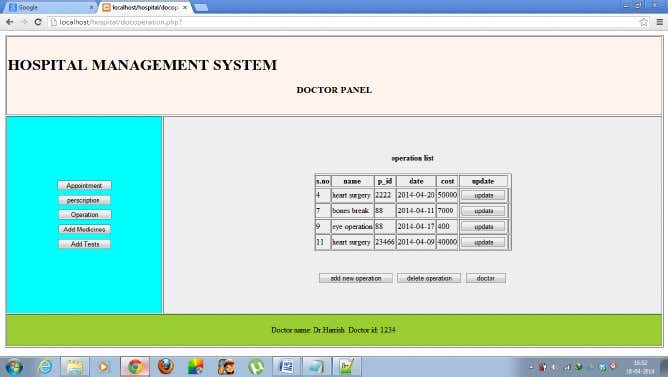 Google
localhost/hospital/docop
localhost/hospital/docoperation.php?
HOSPITAL MANAGEMENT SYSTEM
DOCTOR PANEL
Appointment
perscription
Operation
Add Medicines
Add Tests
operation list
s.no name p_id date cost update
4 heart surgery 2222 2014-04-20 50000 update
7 bones break 88 2014-04-11 7000 update
9 eye operation 88 2014-04-17 400 update
11 heart surgery 23466 2014-04-09 40000 update
add new operation delete operation doctor
Doctor name: Dr.Harrish Doctor id: 1234
16:52
18-04-2014